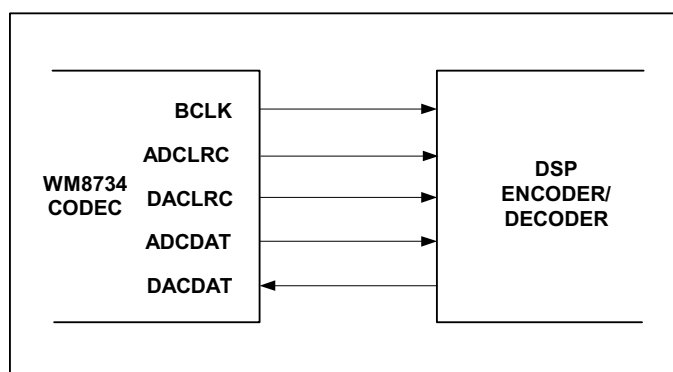 WM8734
CODEC
BCLK
ADCLRC
DACLRC
ADCDAT
DACDAT
DSP
ENCODER/
DECODER